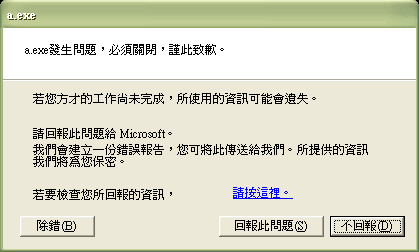 a.exe
a.exe發生問題，必須關閉，謹此致歉。
若您方才的工作尚未完成，所使用的資訊可能會遺失。
請回報此問題給 Microsoft。
我們會建立一份錯誤報告，您可將此傳送給我們。所提供的資訊
我們將為您保密。
若要檢查您所回報的資訊， 請按這裡。
除錯(B) 回報此問題(S) 不回報(D)